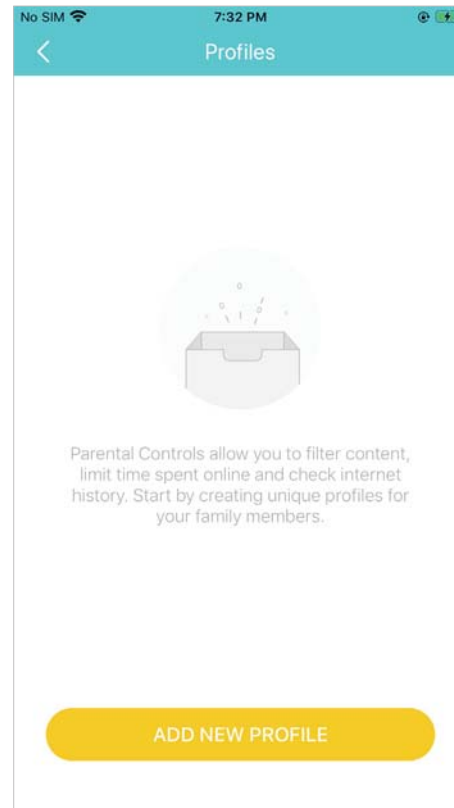 No SIM 7:32 PM
Profiles
Parental Controls allow you to filter content,
limit time spent online and check internet
history. Start by creating unique profiles for
your family members.
ADD NEW PROFILE